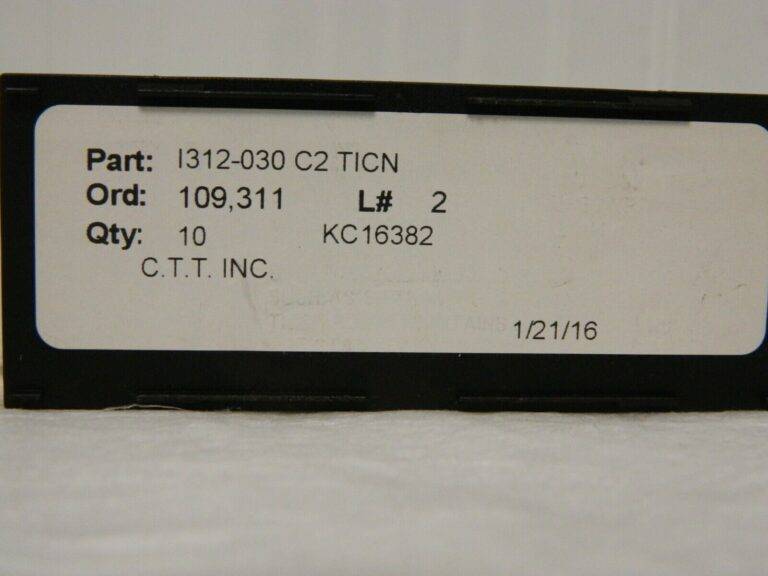 Part: I312-030 C2 TICN
Ord: 109,311 L# 2
Qty: 10 KC16382
C.T.T. INC.
1/21/16